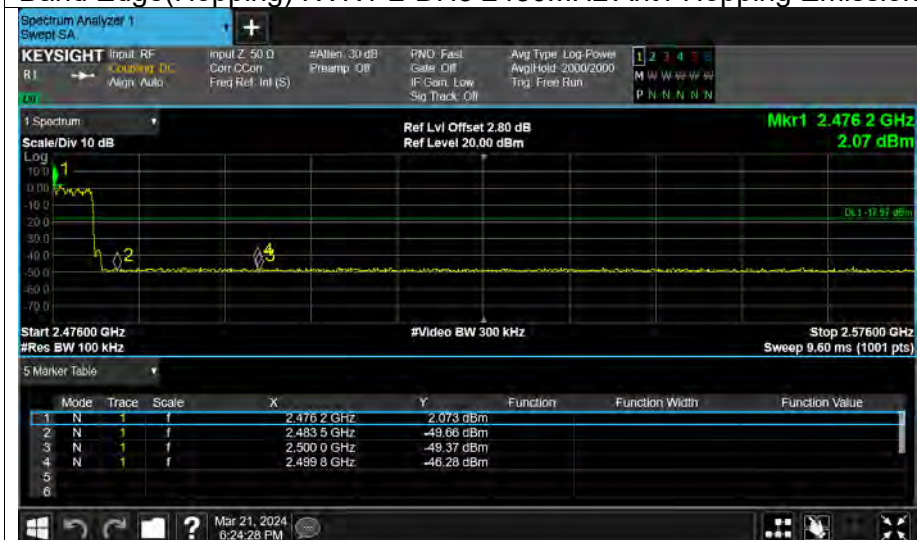 Spectrum Analyzer 1
Swept SA
+
KEYSIGHT Input: RF Input Z: 50 Ω #Atten: 30 dB PNO: Fast Avg Type: Log-Power 1 2 3 4 5 6
R L Coupling: DC Corr CCorr Preamp: Off Gate: Off Avg|Hold: 2000/2000 M W W W W W
Align: Auto Freq Ref: Int (S) IF Gain: Low Trig: Free Run P N N N N N
Sig Track: Off
1 Spectrum
Ref Lvl Offset 2.80 dB Mkr1 2.476 2 GHz
Scale/Div 10 dB Ref Level 20.00 dBm 2.07 dBm
Log
10.0
0.00
-10.0
-20.0
-30.0
-40.0
-50.0
-60.0
-70.0
1
DL1 -17.97 dBm
2
4
3
Start 2.47600 GHz #Video BW 300 kHz Stop 2.57600 GHz
#Res BW 100 kHz Sweep 9.60 ms (1001 pts)
5 Marker Table
Mode Trace Scale X Y Function Function Width Function Value
1 N 1 f 2.476 2 GHz 2.073 dBm
2 N 1 f 2.483 5 GHz -49.66 dBm
3 N 1 f 2.500 0 GHz -49.37 dBm
4 N 1 f 2.499 8 GHz -46.28 dBm
5
6
?
Mar 21, 2024
6:24:28 PM